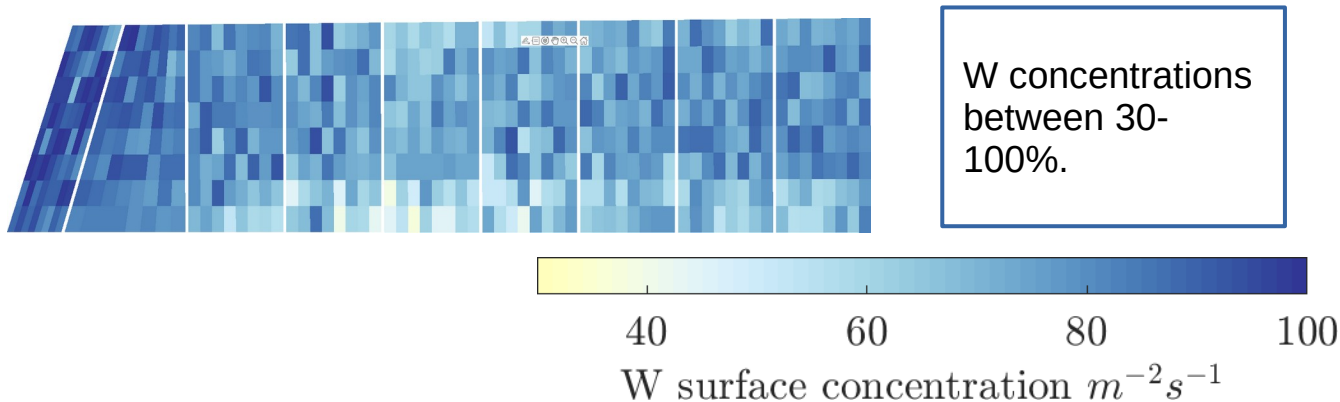 W concentrations
between 30-
100%.
40 60 80 100
W surface concentration m⁻²s⁻¹